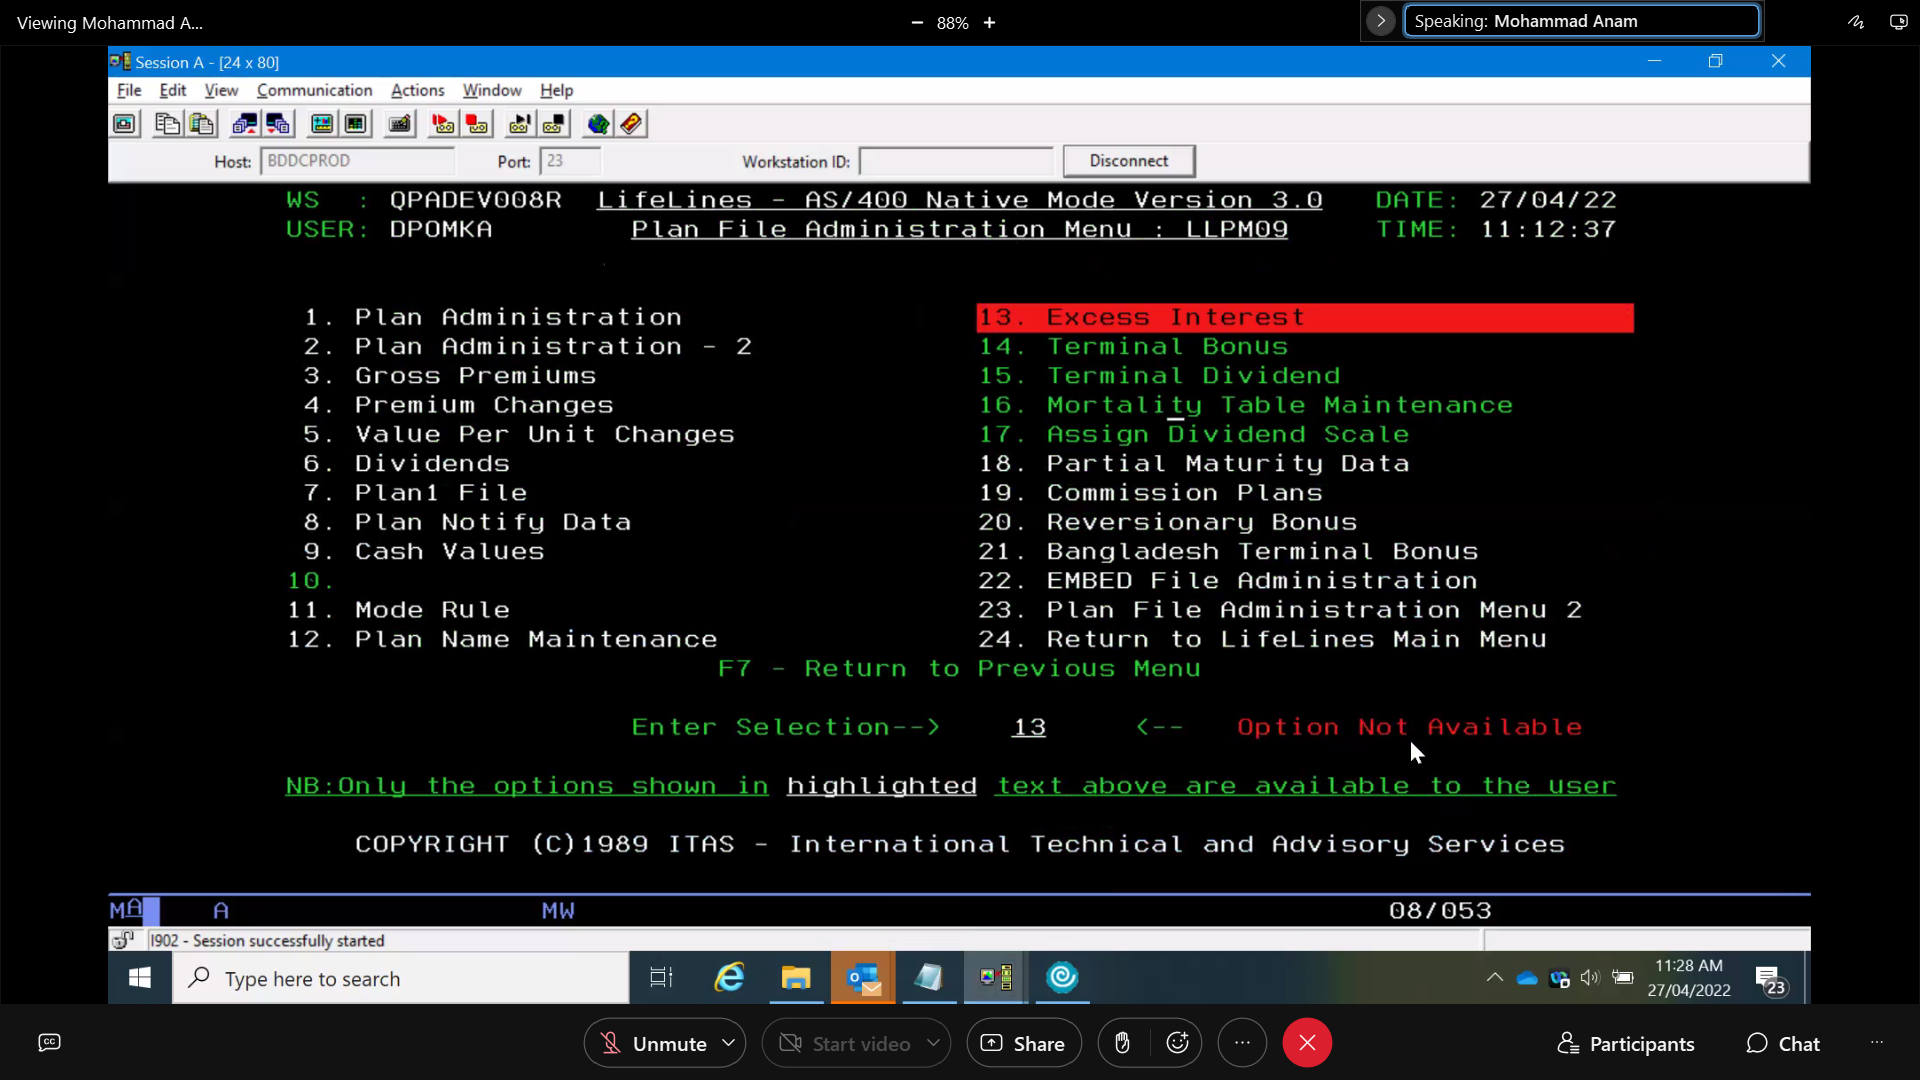 Viewing Mohammad A...
88%
Speaking: Mohammad Anam
Session A - [24 x 80]
File Edit View Communication Actions Window Help
Host: BDDCPROD Port: 23 Workstation ID: Disconnect
WS : QPADEV008R LifeLines - AS/400 Native Mode Version 3.0 DATE: 27/04/22
USER: DPOMKA Plan File Administration Menu : LLPM09 TIME: 11:12:37
1. Plan Administration 13. Excess Interest
2. Plan Administration - 2 14. Terminal Bonus
3. Gross Premiums 15. Terminal Dividend
4. Premium Changes 16. Mortality Table Maintenance
5. Value Per Unit Changes 17. Assign Dividend Scale
6. Dividends 18. Partial Maturity Data
7. Plan1 File 19. Commission Plans
8. Plan Notify Data 20. Reversionary Bonus
9. Cash Values 21. Bangladesh Terminal Bonus
10. 22. EMBED File Administration
11. Mode Rule 23. Plan File Administration Menu 2
12. Plan Name Maintenance 24. Return to LifeLines Main Menu
F7 - Return to Previous Menu
Enter Selection--> 13 <-- Option Not Available
NB:Only the options shown in highlighted text above are available to the user
COPYRIGHT (C)1989 ITAS - International Technical and Advisory Services
MA A MW 08/053
I902 - Session successfully started
Type here to search
11:28 AM
27/04/2022
23
CC Unmute Start video Share Participants Chat